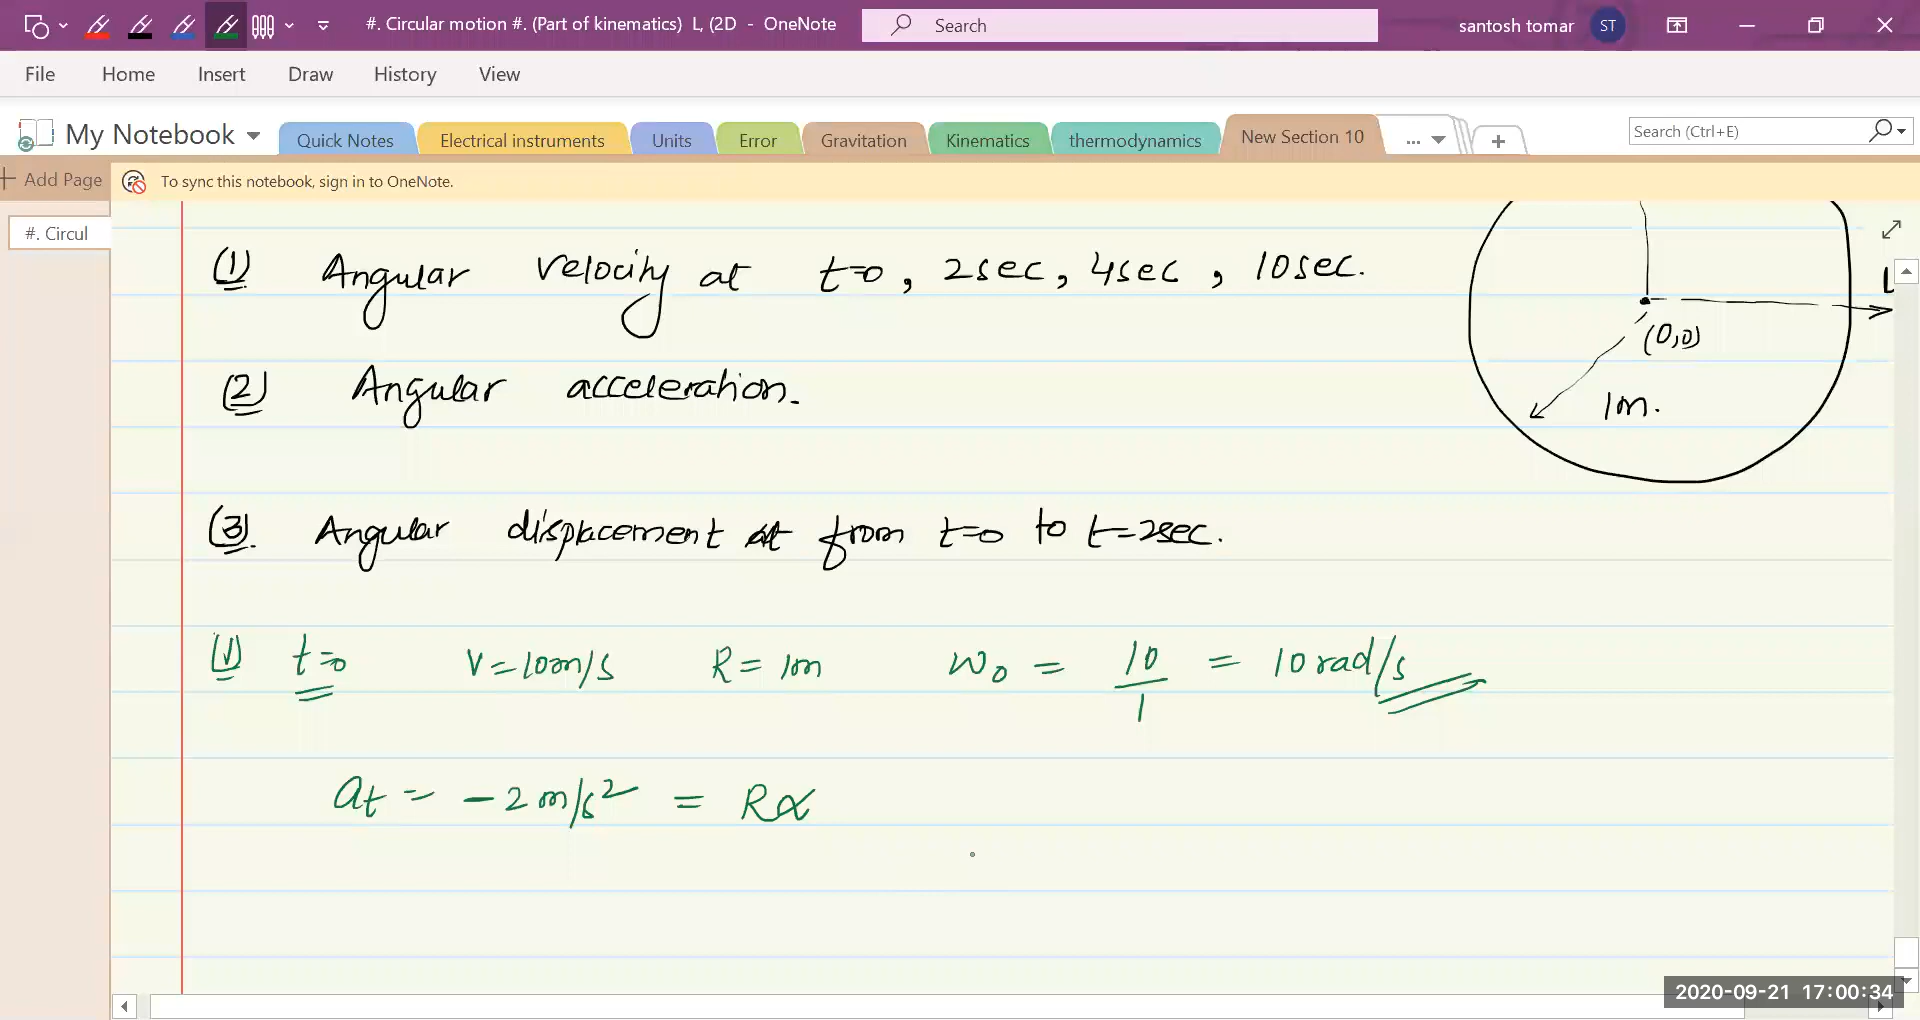 #. Circular motion #. (Part of kinematics) L, (2D - OneNote
Search
santosh tomar ST
File Home Insert Draw History View
My Notebook Quick Notes Electrical instruments Units Error Gravitation Kinematics thermodynamics New Section 10 ... + Search (Ctrl+E)
+ Add Page
To sync this notebook, sign in to OneNote.
#. Circul
(1) Angular velocity at t=0, 2sec, 4sec, 10sec.
(0,0)
1m.
(2) Angular acceleration.
(3) Angular displacement at from t=0 to t=2sec.
(1) t=0 V=10m/s R=1m ω₀ = 10/1 = 10 rad/s
at = -2m/s² = Rα
2020-09-21 17:00:34